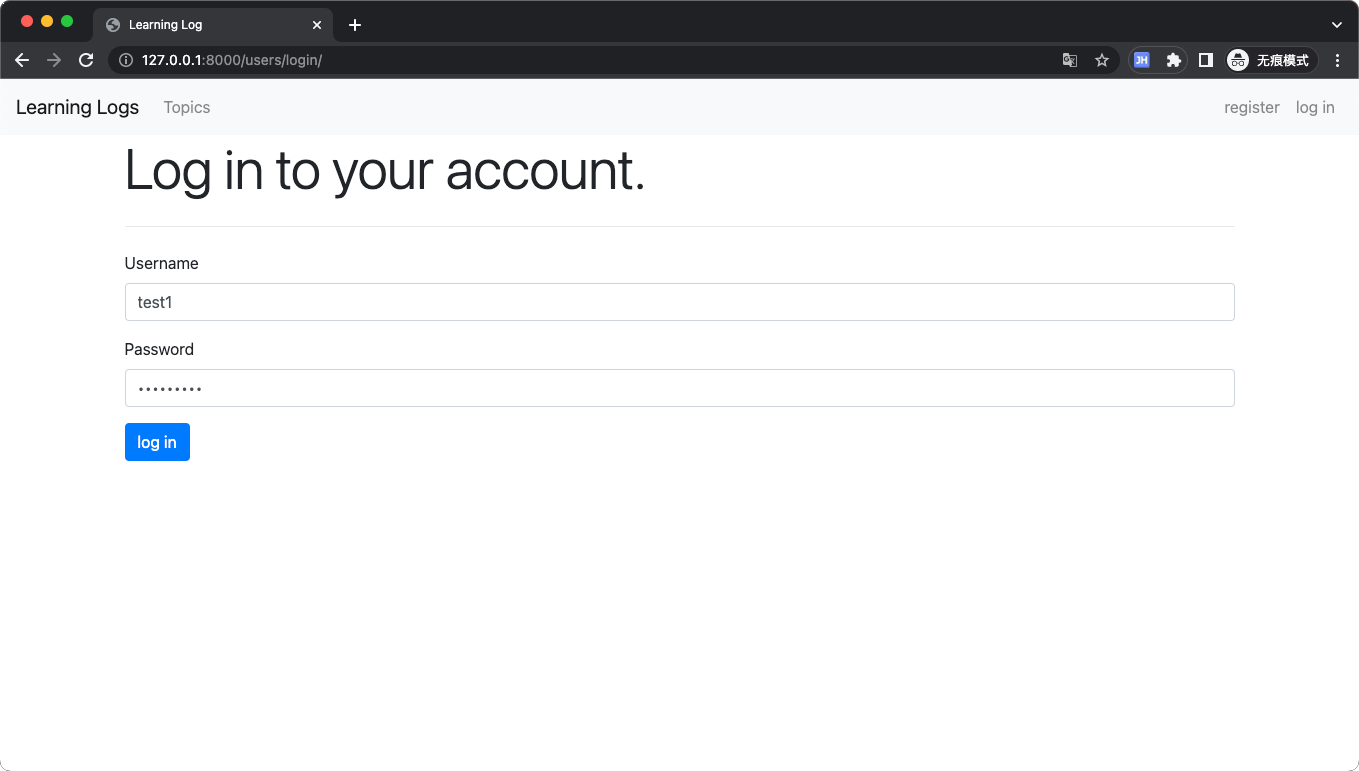 Learning Log
127.0.0.1:8000/users/login/
JH
无痕模式
Learning Logs Topics register log in
Log in to your account.
Username
test1
Password
•••••••••
log in